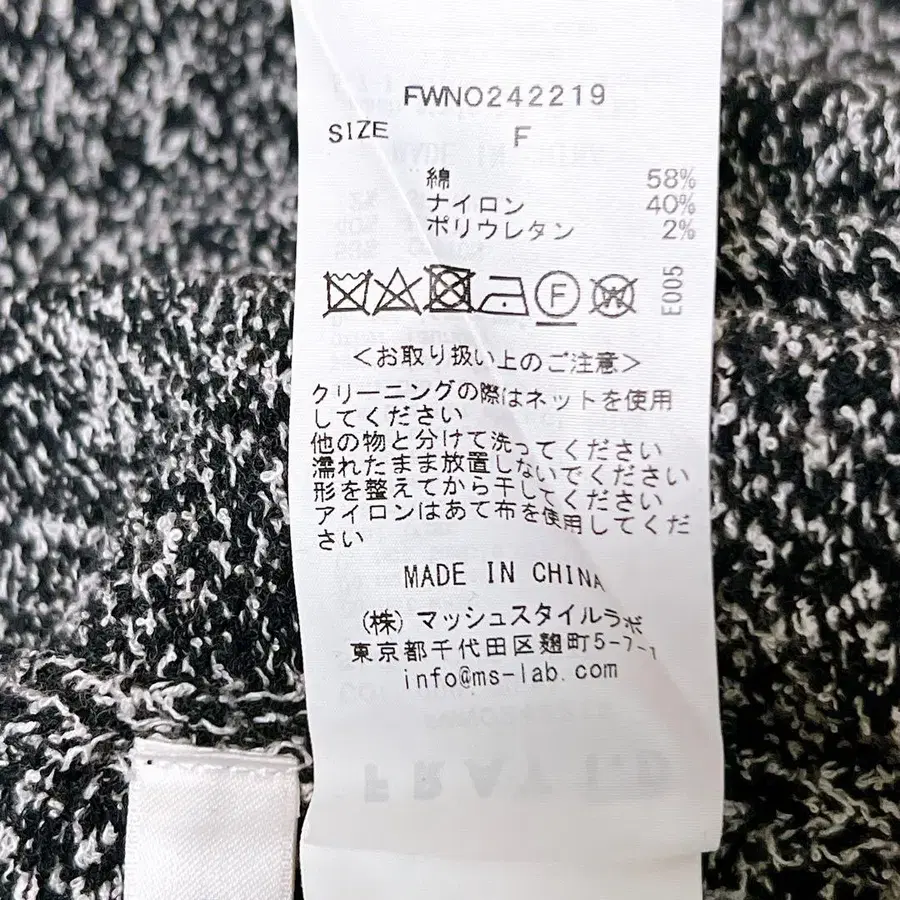 FWNO242219
SIZE F
綿 58%
ナイロン 40%
ポリウレタン 2%
F W E005
＜お取り扱い上のご注意＞
クリーニングの際はネットを使用
してください
他の物と分けて洗ってください
濡れたまま放置しないでください
形を整えてから干してください
アイロンはあて布を使用してくだ
さい
MADE IN CHINA
(株) マッシュスタイルラボ
東京都千代田区麹町5-7-1
info@ms-lab.com
FRAY I.D